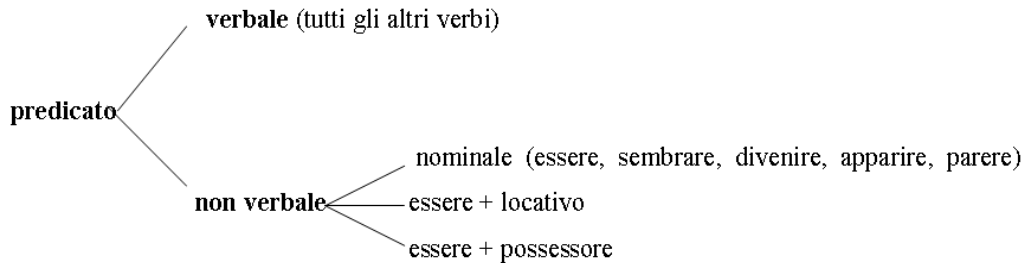 verbale (tutti gli altri verbi)
predicato
nominale (essere, sembrare, divenire, apparire, parere)
non verbale
essere + locativo
essere + possessore